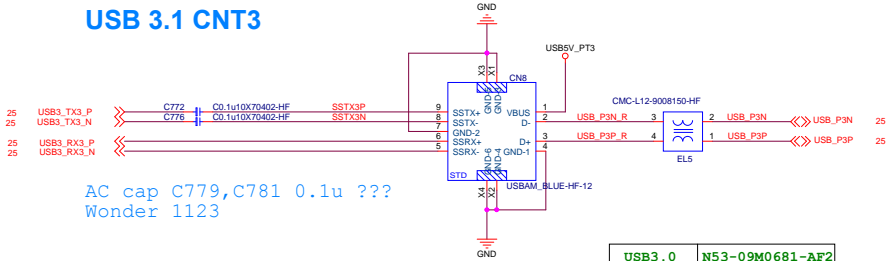 USB 3.1 CNT3
GND
USB5V_PT3
X3
X1
CN8
GND-5
GND-3
CMC-L12-9008150-HF
25 USB3_TX3_P C772 C0.1u10X70402-HF SSTX3P 9 SSTX+ VBUS 1
25 USB3_TX3_N C776 C0.1u10X70402-HF SSTX3N 8 SSTX- D- 2 USB_P3N_R 3 2 USB_P3N USB_P3N 25
7 GND-2
25 USB3_RX3_P 6 SSRX+ D+ 3 USB_P3P_R 4 1 USB_P3P USB_P3P 25
25 USB3_RX3_N 5 SSRX- GND-1 4
GND-6
GND-4
EL5
STD
USBAM_BLUE-HF-12
X4
X2
AC cap C779,C781 0.1u ???
Wonder 1123
GND
USB3.0 N53-09M0681-AF2